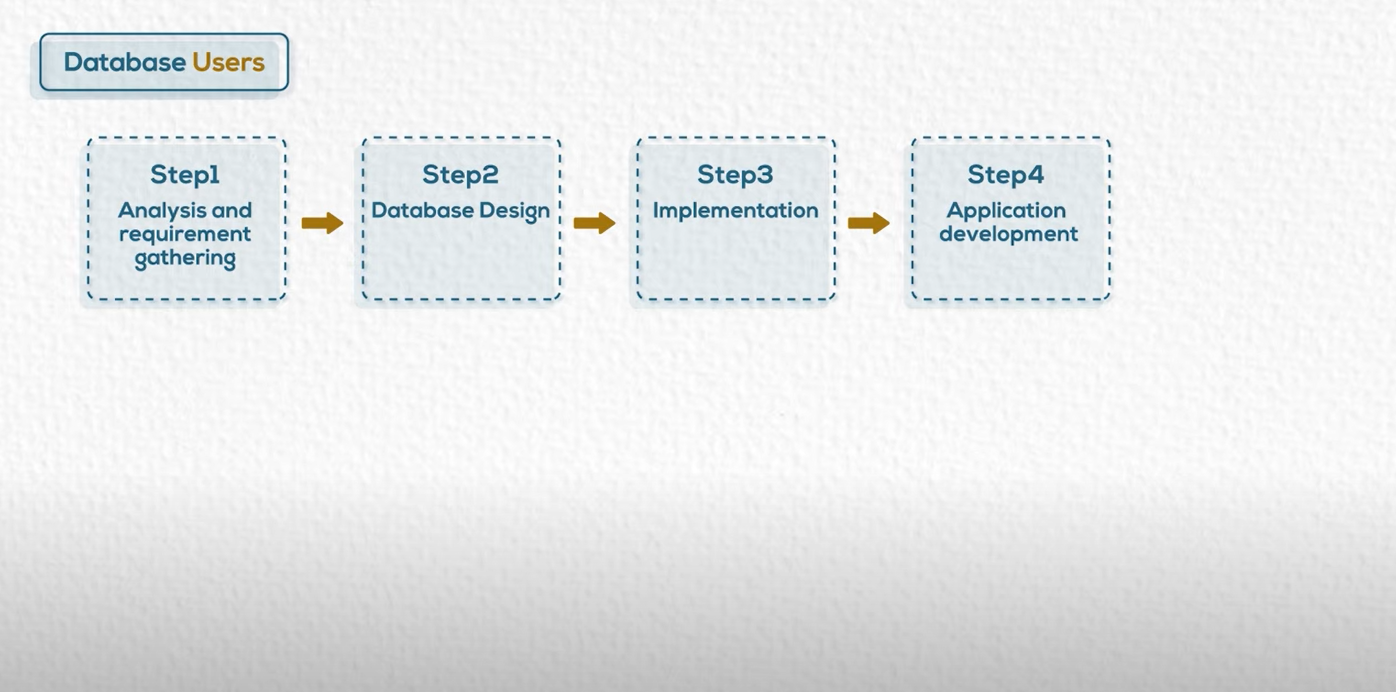 Database Users
Step1
Analysis and
requirement
gathering
Step2
Database Design
Step3
Implementation
Step4
Application
development